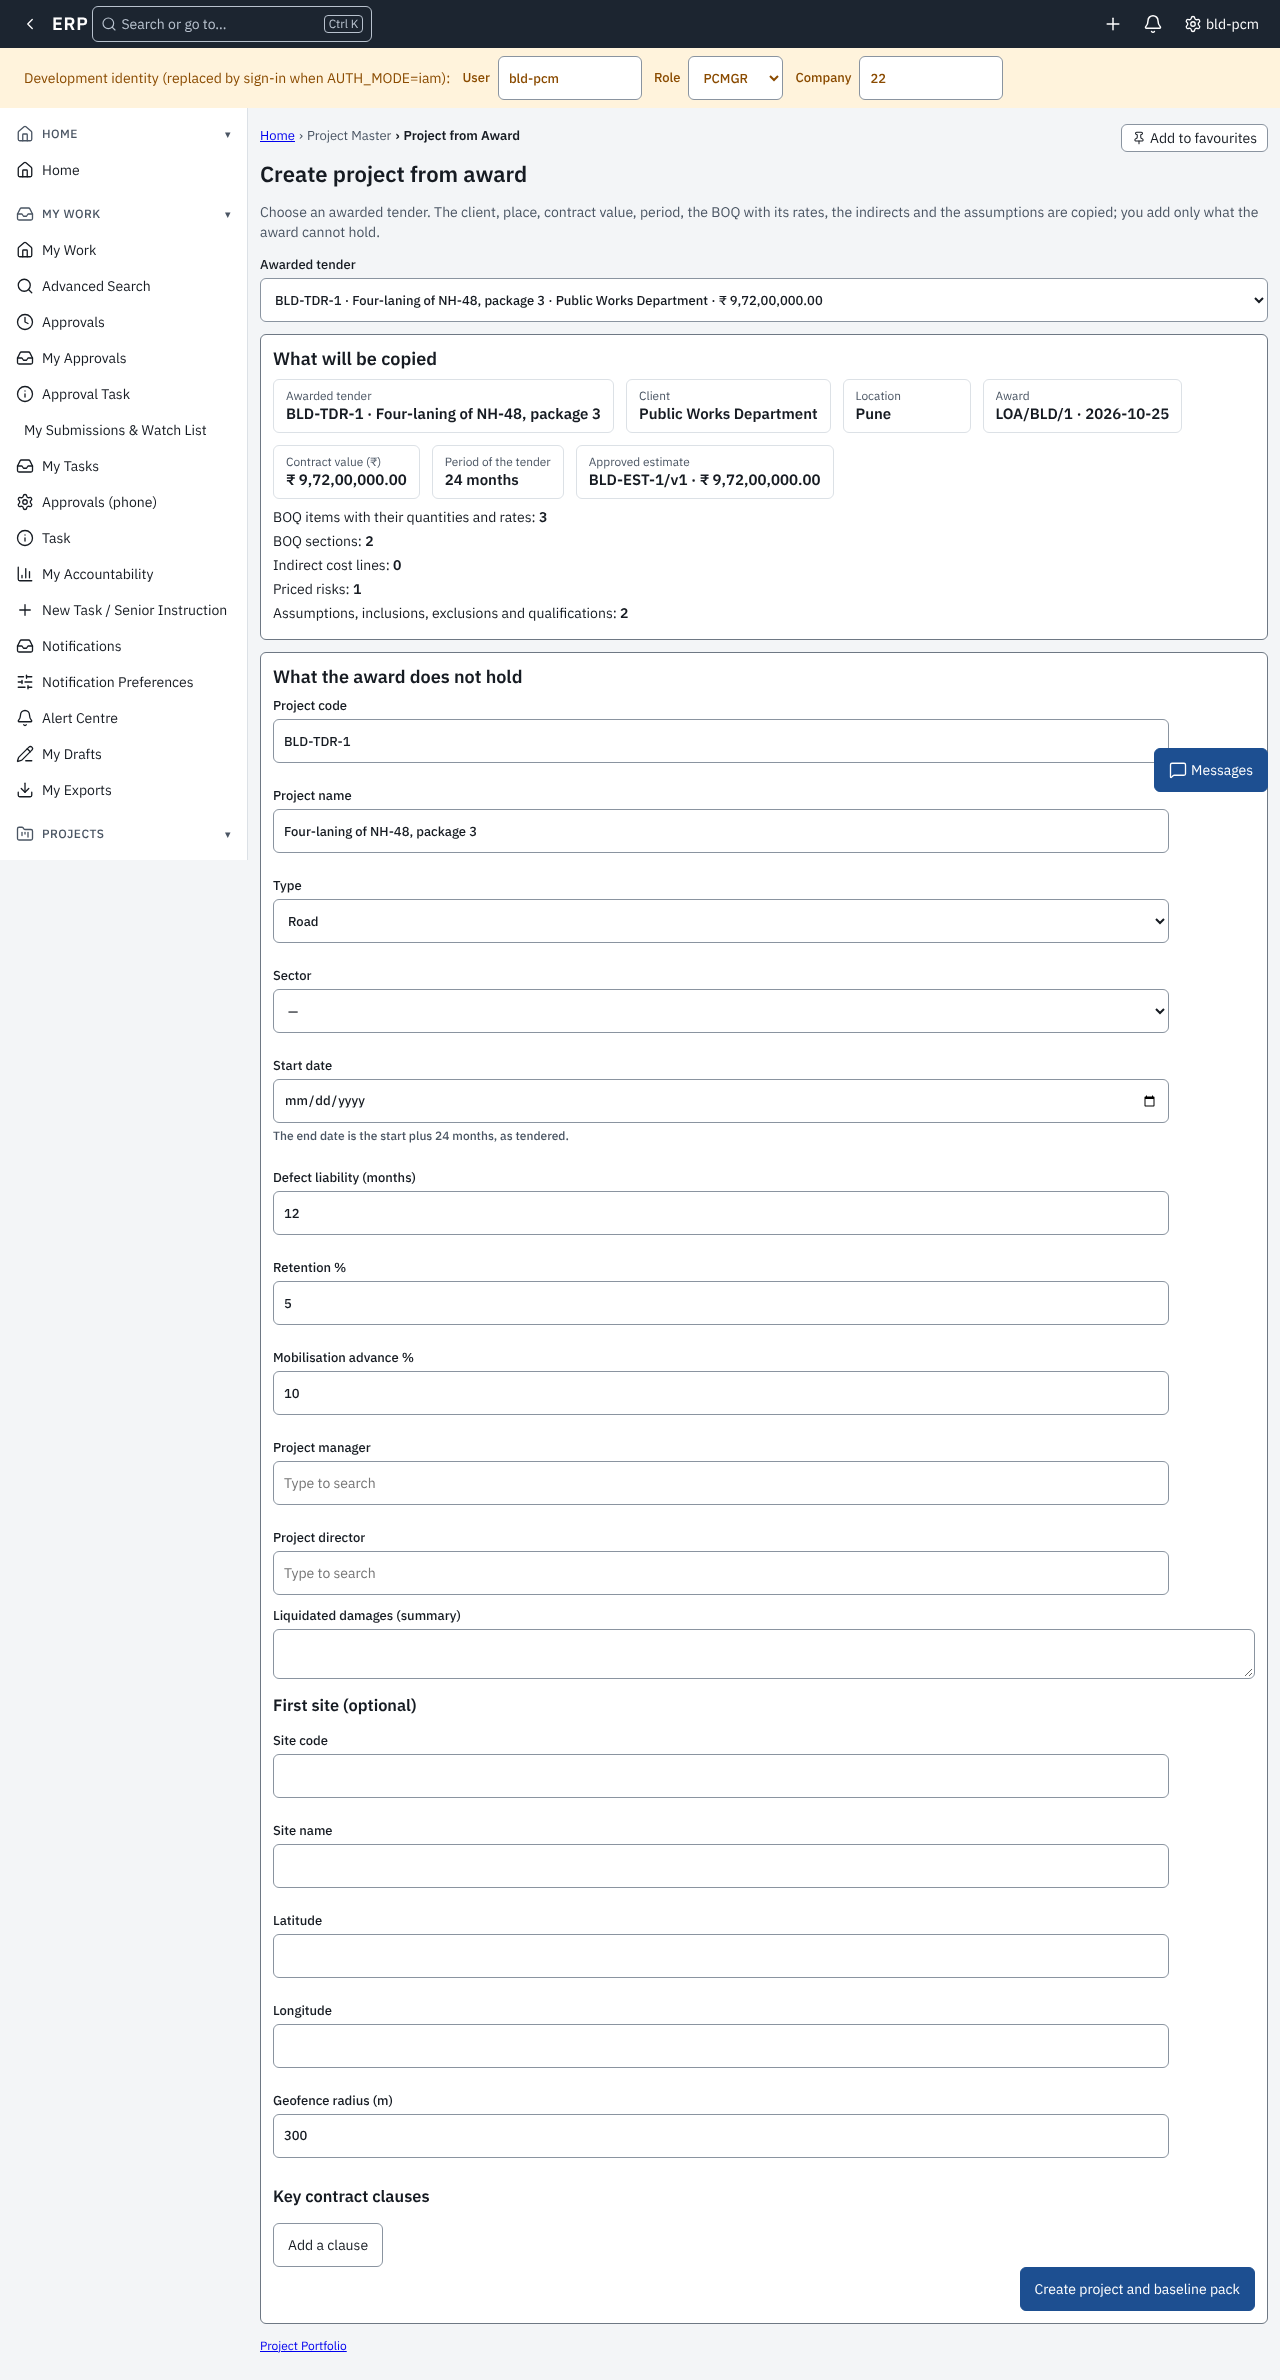 ERP
Search or go to...
Ctrl K
bld-pcm
Development identity (replaced by sign-in when AUTH_MODE=iam):
User
bld-pcm
Role
PCMGR
Company
22
HOME
Home
MY WORK
My Work
Advanced Search
Approvals
My Approvals
Approval Task
My Submissions & Watch List
My Tasks
Approvals (phone)
Task
My Accountability
New Task / Senior Instruction
Notifications
Notification Preferences
Alert Centre
My Drafts
My Exports
PROJECTS
Home › Project Master › Project from Award
Add to favourites
Create project from award
Choose an awarded tender. The client, place, contract value, period, the BOQ with its rates, the indirects and the assumptions are copied; you add only what the
award cannot hold.
Awarded tender
BLD-TDR-1 · Four-laning of NH-48, package 3 · Public Works Department · ₹ 9,72,00,000.00
What will be copied
Awarded tender
BLD-TDR-1 · Four-laning of NH-48, package 3
Client
Public Works Department
Location
Pune
Award
LOA/BLD/1 · 2026-10-25
Contract value (₹)
₹ 9,72,00,000.00
Period of the tender
24 months
Approved estimate
BLD-EST-1/v1 · ₹ 9,72,00,000.00
BOQ items with their quantities and rates: 3
BOQ sections: 2
Indirect cost lines: 0
Priced risks: 1
Assumptions, inclusions, exclusions and qualifications: 2
What the award does not hold
Project code
BLD-TDR-1
Messages
Project name
Four-laning of NH-48, package 3
Type
Road
Sector
—
Start date
mm/dd/yyyy
The end date is the start plus 24 months, as tendered.
Defect liability (months)
12
Retention %
5
Mobilisation advance %
10
Project manager
Type to search
Project director
Type to search
Liquidated damages (summary)
First site (optional)
Site code
Site name
Latitude
Longitude
Geofence radius (m)
300
Key contract clauses
Add a clause
Create project and baseline pack
Project Portfolio